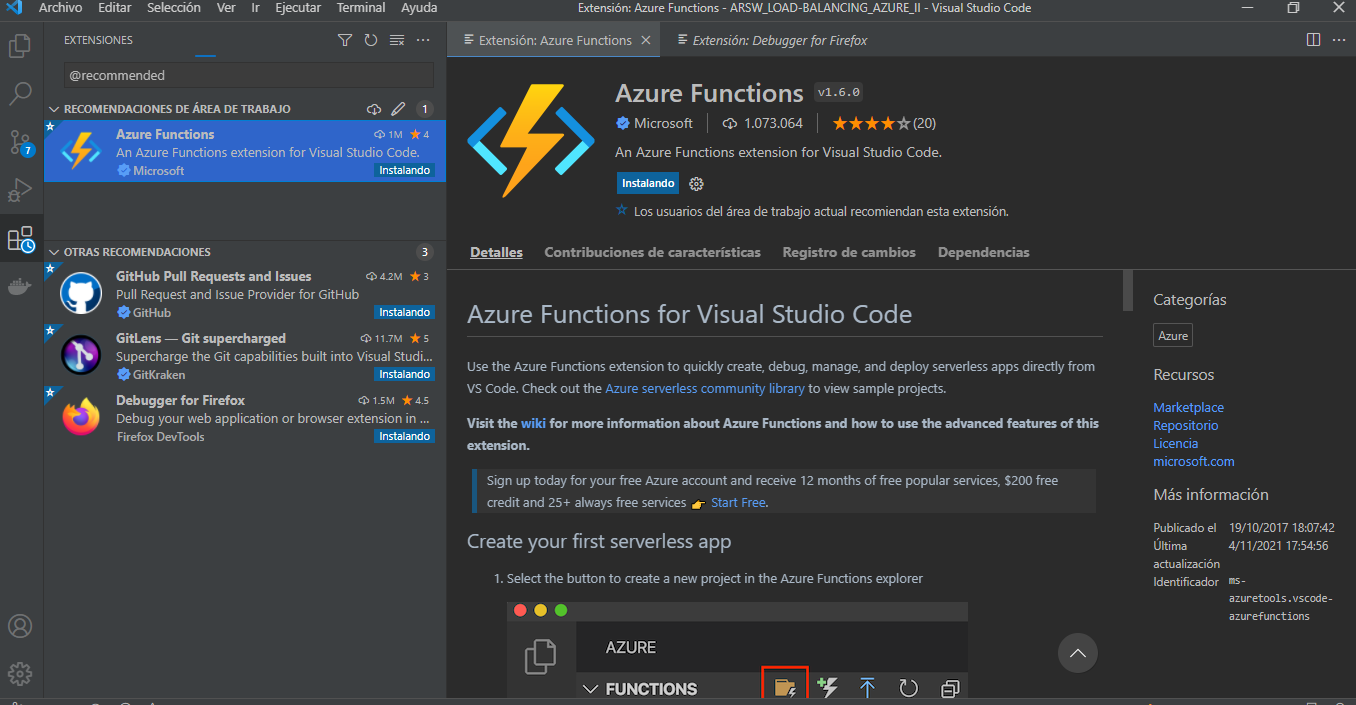 Archivo Editar Selección Ver Ir Ejecutar Terminal Ayuda
Extensión: Azure Functions - ARSW_LOAD-BALANCING_AZURE_II - Visual Studio Code
EXTENSIONES
@recommended
RECOMENDACIONES DE ÁREA DE TRABAJO 1
Azure Functions 1M 4
An Azure Functions extension for Visual Studio Code.
Microsoft Instalando
7
OTRAS RECOMENDACIONES 3
GitHub Pull Requests and Issues 4.2M 3
Pull Request and Issue Provider for GitHub
GitHub Instalando
GitLens — Git supercharged 11.7M 5
Supercharge the Git capabilities built into Visual Studi...
GitKraken Instalando
Debugger for Firefox 1.5M 4.5
Debug your web application or browser extension in ...
Firefox DevTools Instalando
Extensión: Azure Functions
Extensión: Debugger for Firefox
Azure Functions v1.6.0
Microsoft 1.073.064 (20)
An Azure Functions extension for Visual Studio Code.
Instalando
Los usuarios del área de trabajo actual recomiendan esta extensión.
Detalles Contribuciones de características Registro de cambios Dependencias
Azure Functions for Visual Studio Code
Use the Azure Functions extension to quickly create, debug, manage, and deploy serverless apps directly from
VS Code. Check out the Azure serverless community library to view sample projects.
Visit the wiki for more information about Azure Functions and how to use the advanced features of this
extension.
Sign up today for your free Azure account and receive 12 months of free popular services, $200 free
credit and 25+ always free services 👉 Start Free.
Create your first serverless app
1. Select the button to create a new project in the Azure Functions explorer
AZURE
FUNCTIONS
Categorías
Azure
Recursos
Marketplace
Repositorio
Licencia
microsoft.com
Más información
Publicado el 19/10/2017 18:07:42
Última 4/11/2021 17:54:56
actualización
Identificador ms-
azuretools.vscode-
azurefunctions